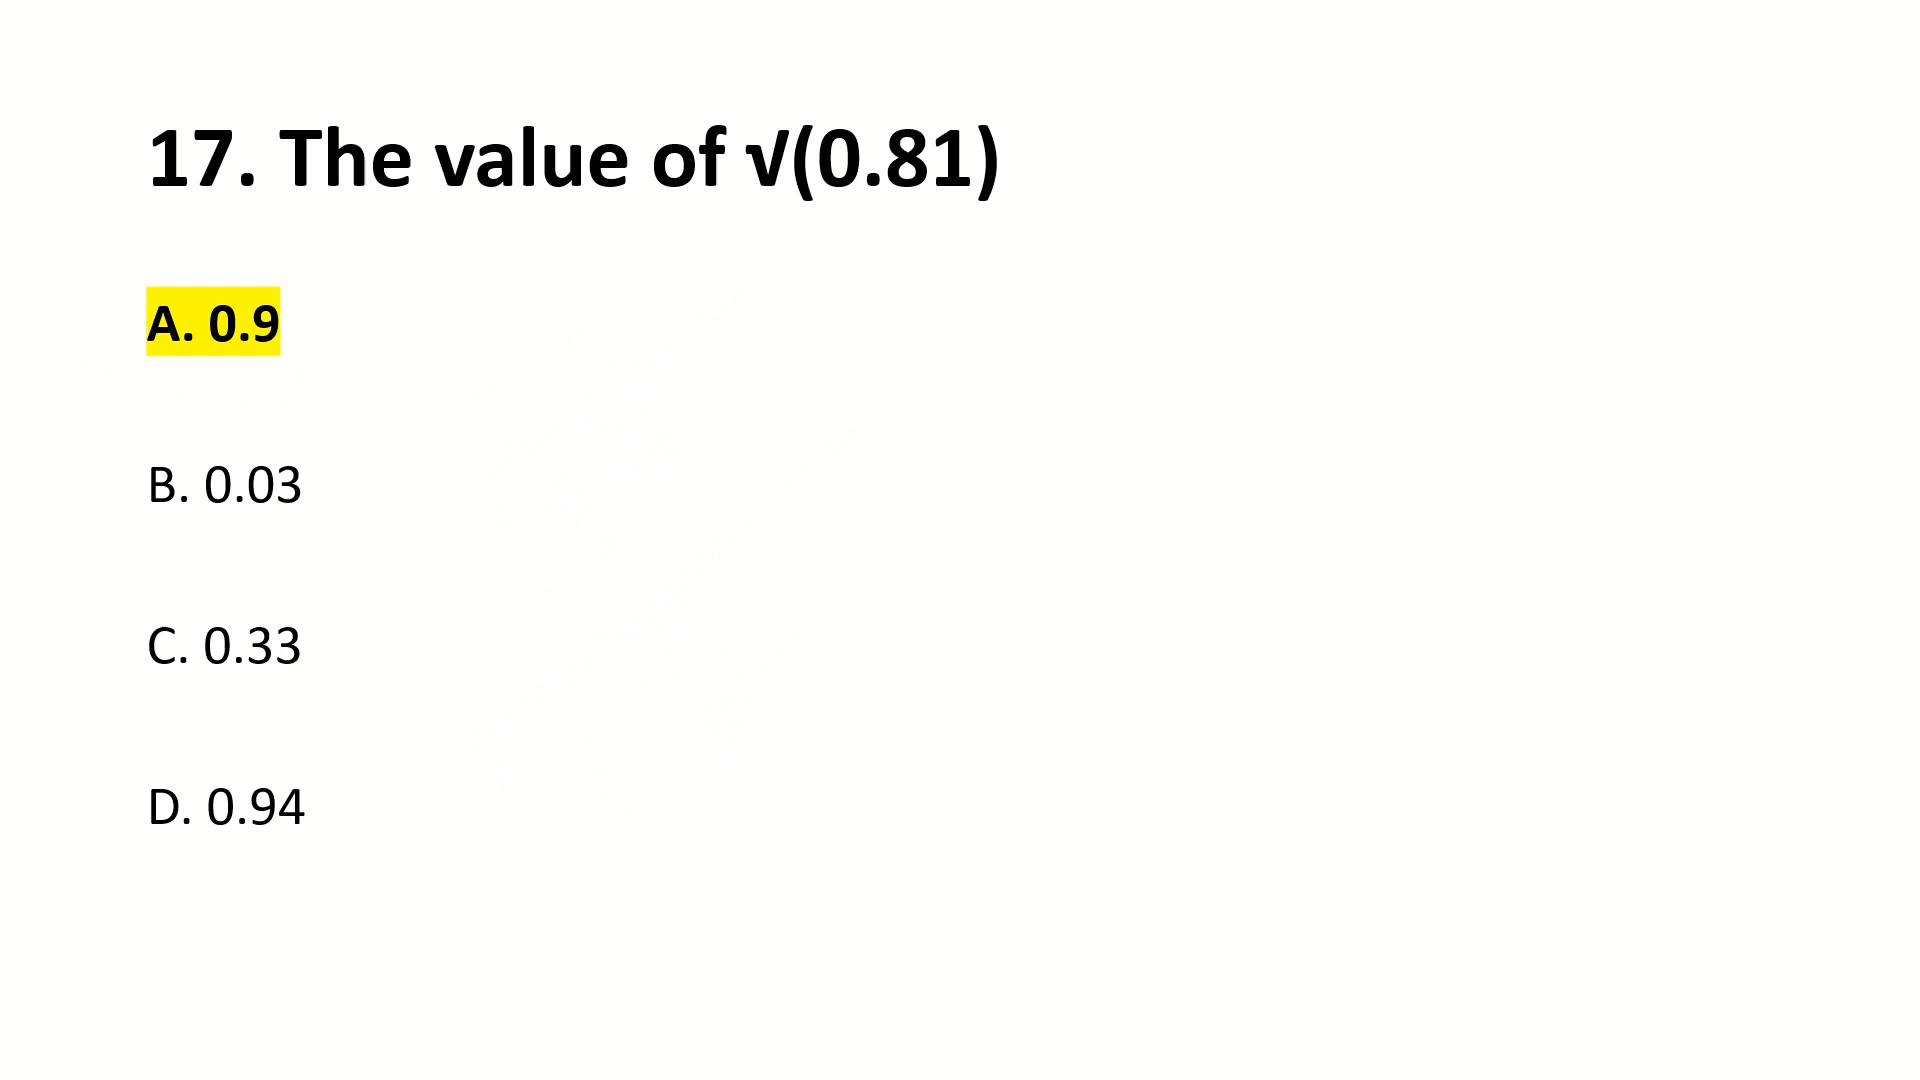 17. The value of √(0.81)
A. 0.9
B. 0.03
C. 0.33
D. 0.94